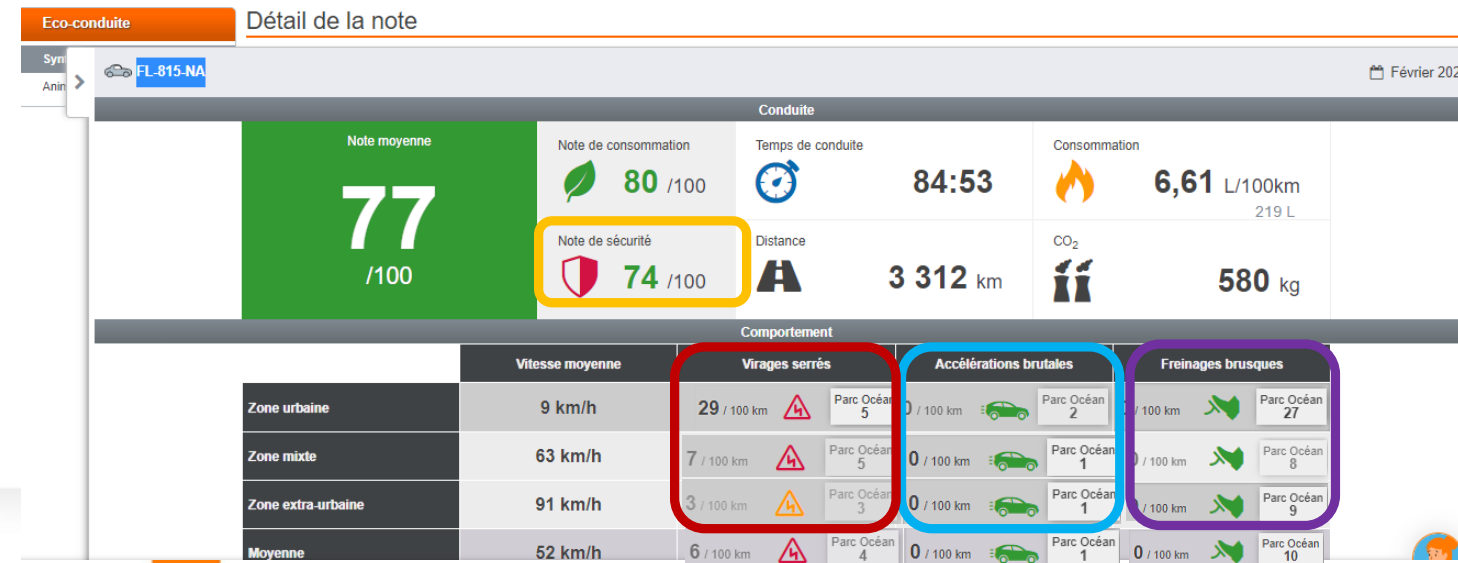 Eco-conduite
Détail de la note
FL-815-NA
Conduite
Note moyenne
77
/100
Note de consommation
80 /100
Temps de conduite
84:53
Consommation
6,61 L/100km
219 L
Note de sécurité
74 /100
Distance
3 312 km
CO₂
580 kg
Comportement
Vitesse moyenne Virages serrés Accélérations brutales Freinages brusques
Zone urbaine 9 km/h 29 / 100 km Parc Océan 5 / 100 km Parc Océan 2 / 100 km Parc Océan 27
Zone mixte 63 km/h 7 / 100 km Parc Océan 5 0 / 100 km Parc Océan 1 / 100 km Parc Océan 8
Zone extra-urbaine 91 km/h 3 / 100 km Parc Océan 3 0 / 100 km Parc Océan 1 / 100 km Parc Océan 9
Moyenne 52 km/h 6 / 100 km Parc Océan 4 0 / 100 km Parc Océan 1 0 / 100 km Parc Océan 10
Février